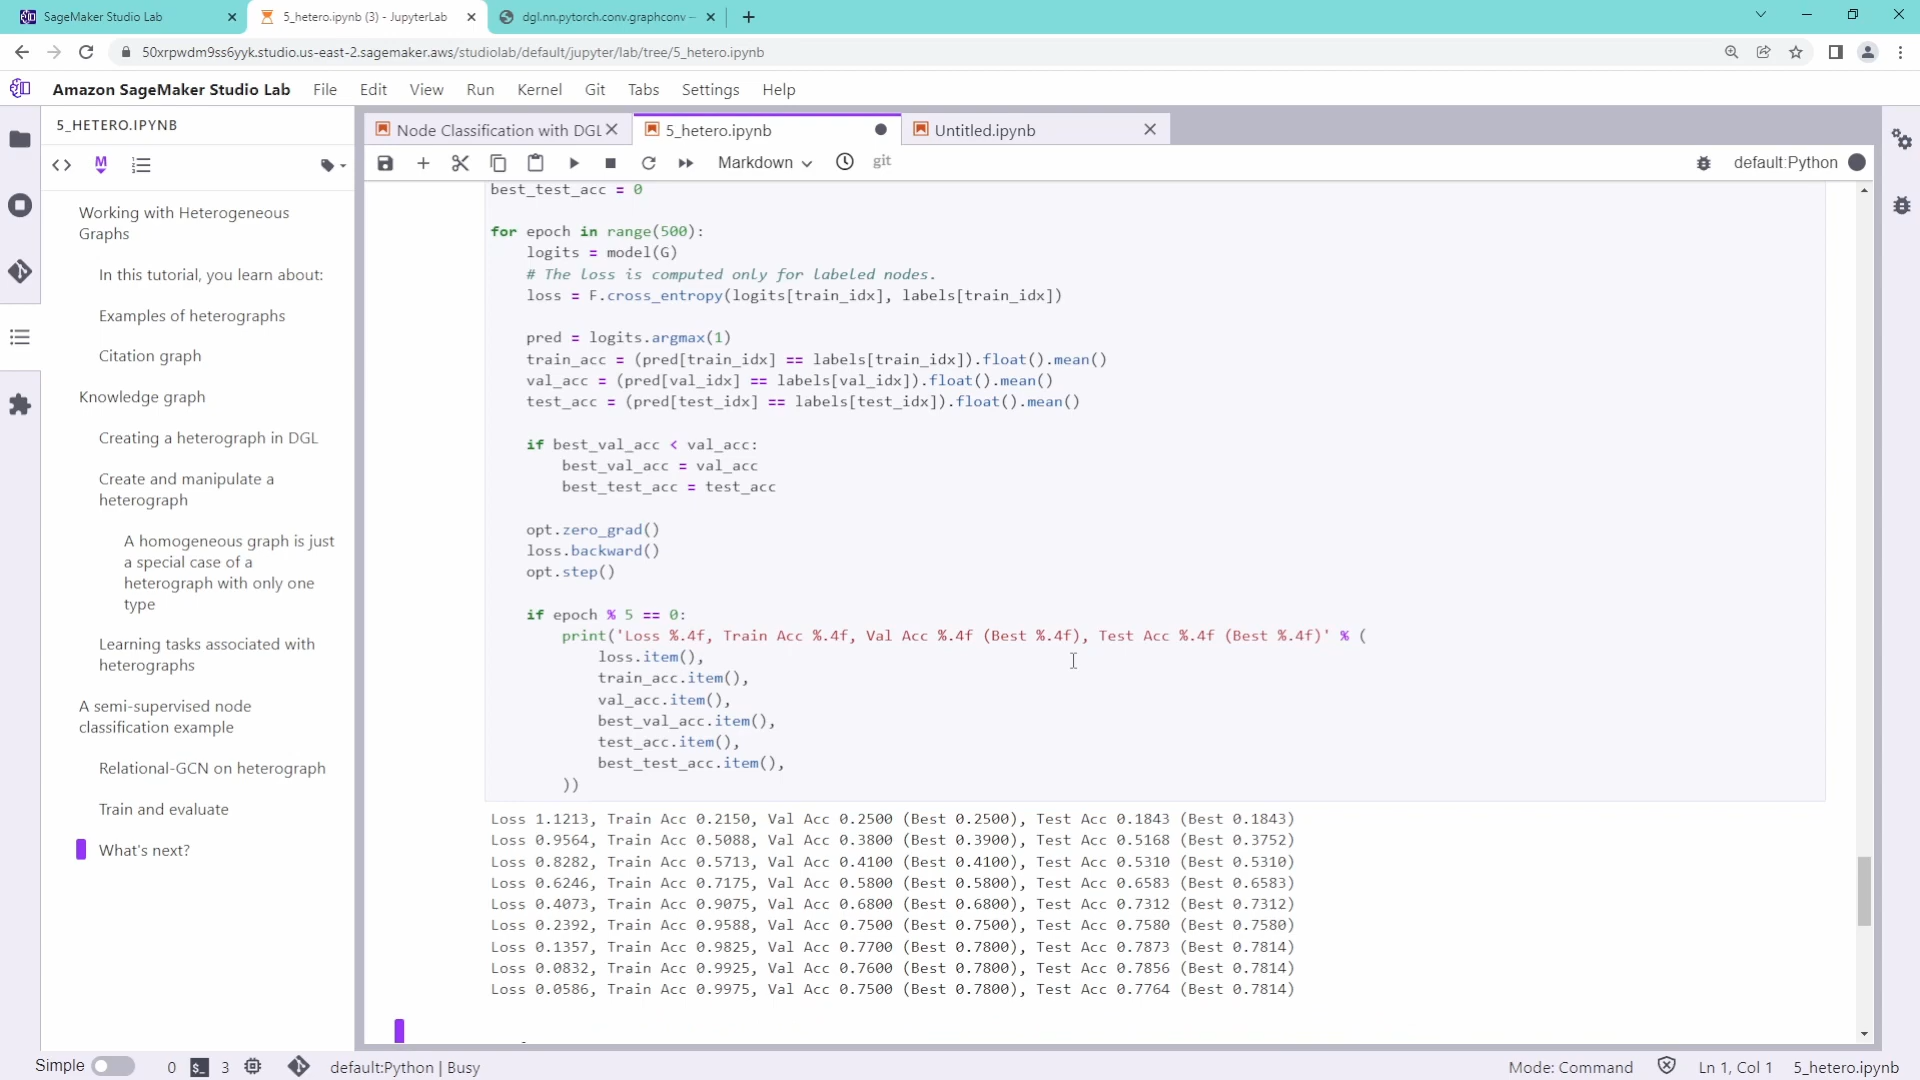 SageMaker Studio Lab
5_hetero.ipynb (3) - JupyterLab
dgl.nn.pytorch.conv.graphconv —
50xrpwdm9ss6yyk.studio.us-east-2.sagemaker.aws/studiolab/default/jupyter/lab/tree/5_hetero.ipynb
Amazon SageMaker Studio Lab File Edit View Run Kernel Git Tabs Settings Help
5_HETERO.IPYNB
Working with Heterogeneous
Graphs
In this tutorial, you learn about:
Examples of heterographs
Citation graph
Knowledge graph
Creating a heterograph in DGL
Create and manipulate a
heterograph
A homogeneous graph is just
a special case of a
heterograph with only one
type
Learning tasks associated with
heterographs
A semi-supervised node
classification example
Relational-GCN on heterograph
Train and evaluate
What's next?
Node Classification with DGL
5_hetero.ipynb
Untitled.ipynb
Markdown
git
default:Python
best_test_acc = 0
for epoch in range(500):
logits = model(G)
# The loss is computed only for labeled nodes.
loss = F.cross_entropy(logits[train_idx], labels[train_idx])
pred = logits.argmax(1)
train_acc = (pred[train_idx] == labels[train_idx]).float().mean()
val_acc = (pred[val_idx] == labels[val_idx]).float().mean()
test_acc = (pred[test_idx] == labels[test_idx]).float().mean()
if best_val_acc < val_acc:
best_val_acc = val_acc
best_test_acc = test_acc
opt.zero_grad()
loss.backward()
opt.step()
if epoch % 5 == 0:
print('Loss %.4f, Train Acc %.4f, Val Acc %.4f (Best %.4f), Test Acc %.4f (Best %.4f)' % (
loss.item(),
train_acc.item(),
val_acc.item(),
best_val_acc.item(),
test_acc.item(),
best_test_acc.item(),
))
Loss 1.1213, Train Acc 0.2150, Val Acc 0.2500 (Best 0.2500), Test Acc 0.1843 (Best 0.1843)
Loss 0.9564, Train Acc 0.5088, Val Acc 0.3800 (Best 0.3900), Test Acc 0.5168 (Best 0.3752)
Loss 0.8282, Train Acc 0.5713, Val Acc 0.4100 (Best 0.4100), Test Acc 0.5310 (Best 0.5310)
Loss 0.6246, Train Acc 0.7175, Val Acc 0.5800 (Best 0.5800), Test Acc 0.6583 (Best 0.6583)
Loss 0.4073, Train Acc 0.9075, Val Acc 0.6800 (Best 0.6800), Test Acc 0.7312 (Best 0.7312)
Loss 0.2392, Train Acc 0.9588, Val Acc 0.7500 (Best 0.7500), Test Acc 0.7580 (Best 0.7580)
Loss 0.1357, Train Acc 0.9825, Val Acc 0.7700 (Best 0.7800), Test Acc 0.7873 (Best 0.7814)
Loss 0.0832, Train Acc 0.9925, Val Acc 0.7600 (Best 0.7800), Test Acc 0.7856 (Best 0.7814)
Loss 0.0586, Train Acc 0.9975, Val Acc 0.7500 (Best 0.7800), Test Acc 0.7764 (Best 0.7814)
Simple 0 $_ 3 default:Python | Busy Mode: Command Ln 1, Col 1 5_hetero.ipynb